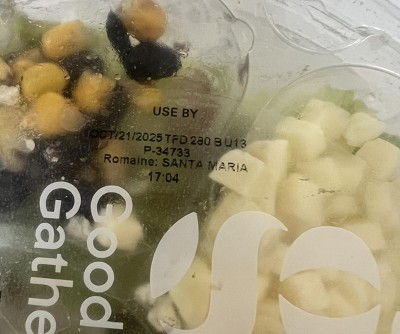 USE BY
OCT/21/2025 TFD 280 B U13
P-34733
Romaine: SANTA MARIA
17:04
Good
Gathe